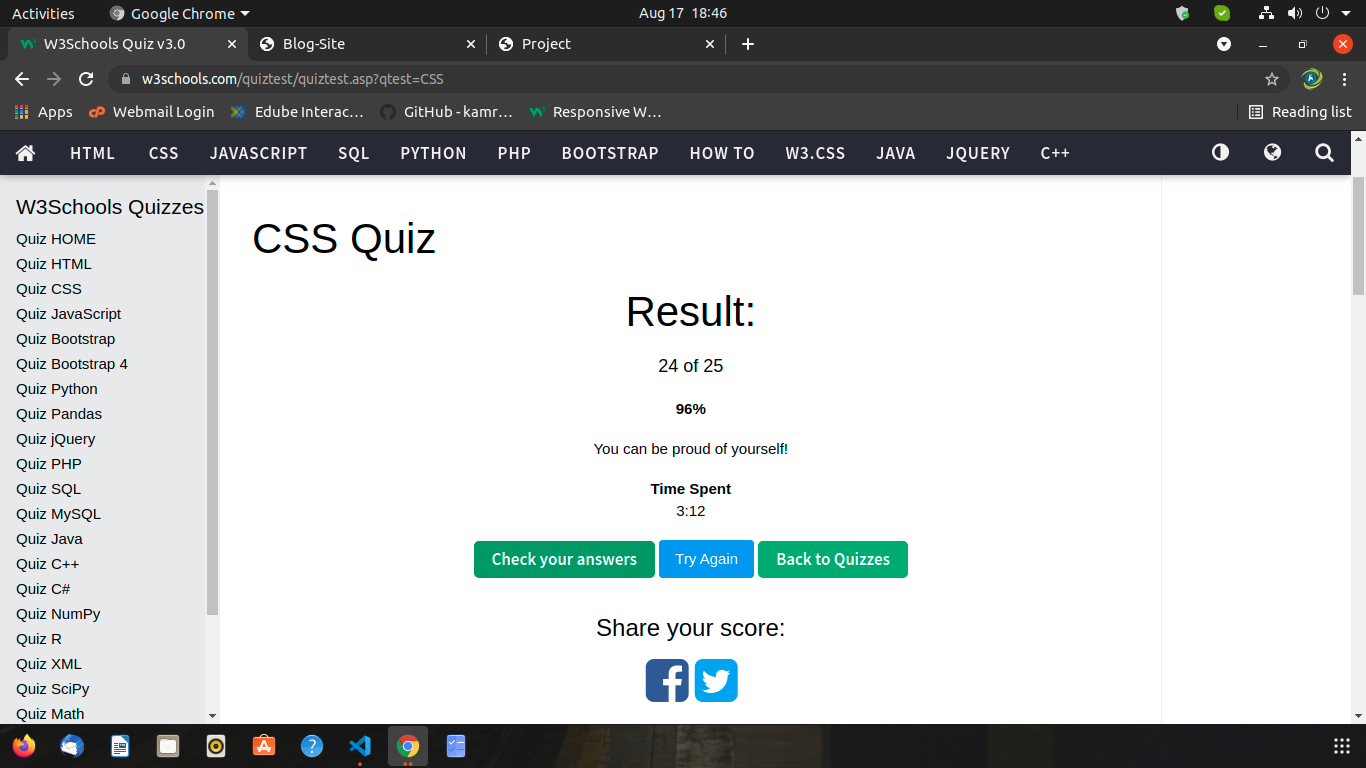 Activities Google Chrome Aug 17 18:46
W3Schools Quiz v3.0 Blog-Site Project
w3schools.com/quiztest/quiztest.asp?qtest=CSS
Apps Webmail Login Edube Interac… GitHub - kamr… Responsive W… Reading list
HTML CSS JAVASCRIPT SQL PYTHON PHP BOOTSTRAP HOW TO W3.CSS JAVA JQUERY C++
W3Schools Quizzes
Quiz HOME
Quiz HTML
Quiz CSS
Quiz JavaScript
Quiz Bootstrap
Quiz Bootstrap 4
Quiz Python
Quiz Pandas
Quiz jQuery
Quiz PHP
Quiz SQL
Quiz MySQL
Quiz Java
Quiz C++
Quiz C#
Quiz NumPy
Quiz R
Quiz XML
Quiz SciPy
Quiz Math
CSS Quiz
Result:
24 of 25
96%
You can be proud of yourself!
Time Spent
3:12
Check your answers Try Again Back to Quizzes
Share your score: